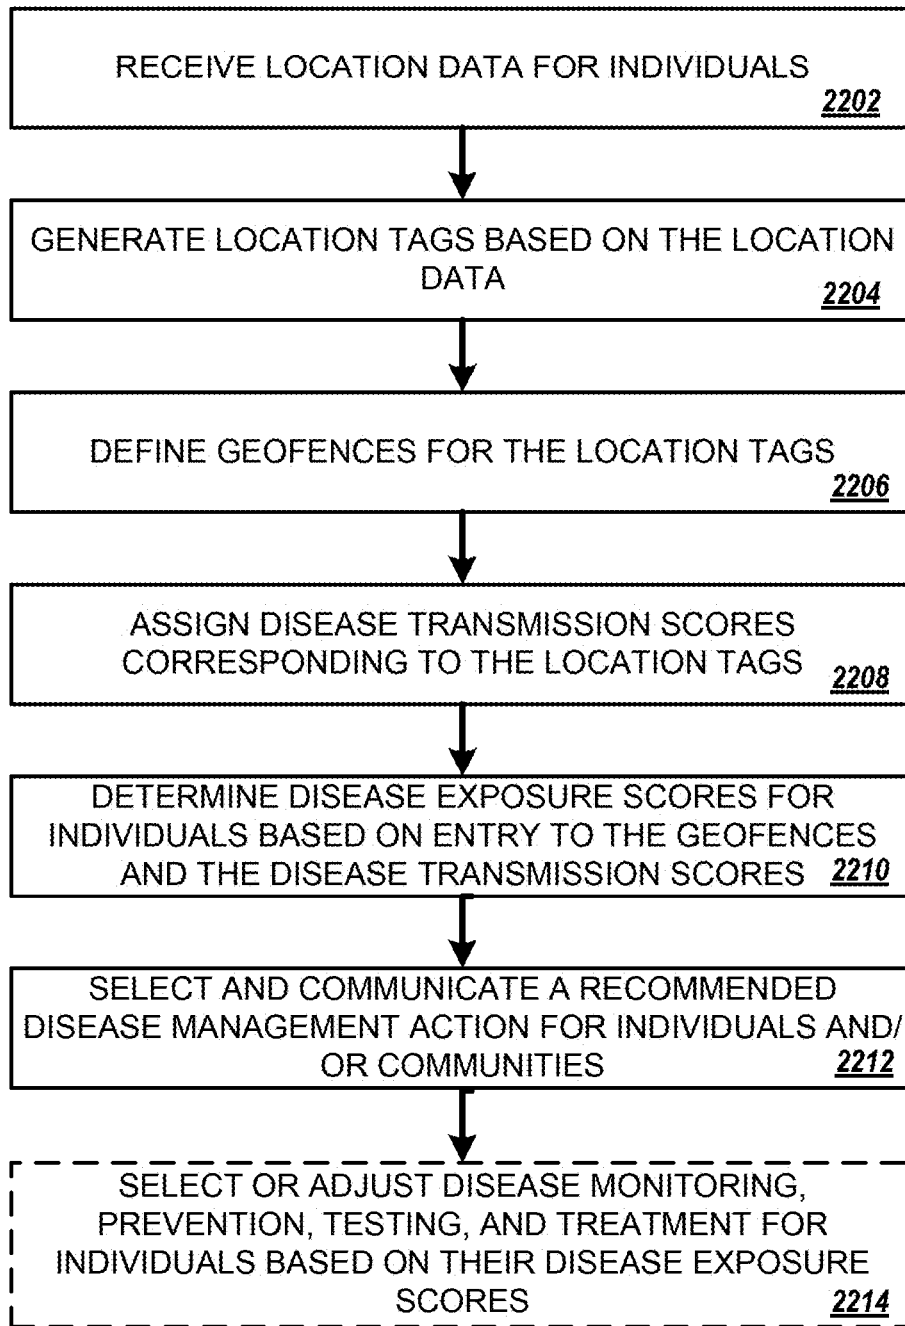 RECEIVE LOCATION DATA FOR INDIVIDUALS
2202
GENERATE LOCATION TAGS BASED ON THE LOCATION
DATA
2204
DEFINE GEOFENCES FOR THE LOCATION TAGS
2206
ASSIGN DISEASE TRANSMISSION SCORES
CORRESPONDING TO THE LOCATION TAGS
2208
DETERMINE DISEASE EXPOSURE SCORES FOR
INDIVIDUALS BASED ON ENTRY TO THE GEOFENCES
AND THE DISEASE TRANSMISSION SCORES 2210
SELECT AND COMMUNICATE A RECOMMENDED
DISEASE MANAGEMENT ACTION FOR INDIVIDUALS AND/
OR COMMUNITIES 2212
SELECT OR ADJUST DISEASE MONITORING,
PREVENTION, TESTING, AND TREATMENT FOR
INDIVIDUALS BASED ON THEIR DISEASE EXPOSURE
SCORES 2214